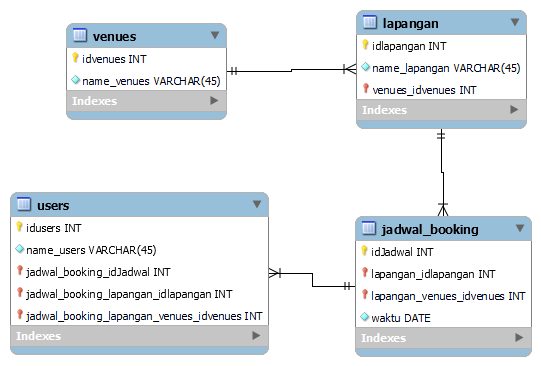 venues
idvenues INT
name_venues VARCHAR(45)
Indexes
lapangan
idlapangan INT
name_lapangan VARCHAR(45)
venues_idvenues INT
Indexes
users
idusers INT
name_users VARCHAR(45)
jadwal_booking_idJadwal INT
jadwal_booking_lapangan_idlapangan INT
jadwal_booking_lapangan_venues_idvenues INT
Indexes
jadwal_booking
idJadwal INT
lapangan_idlapangan INT
lapangan_venues_idvenues INT
waktu DATE
Indexes